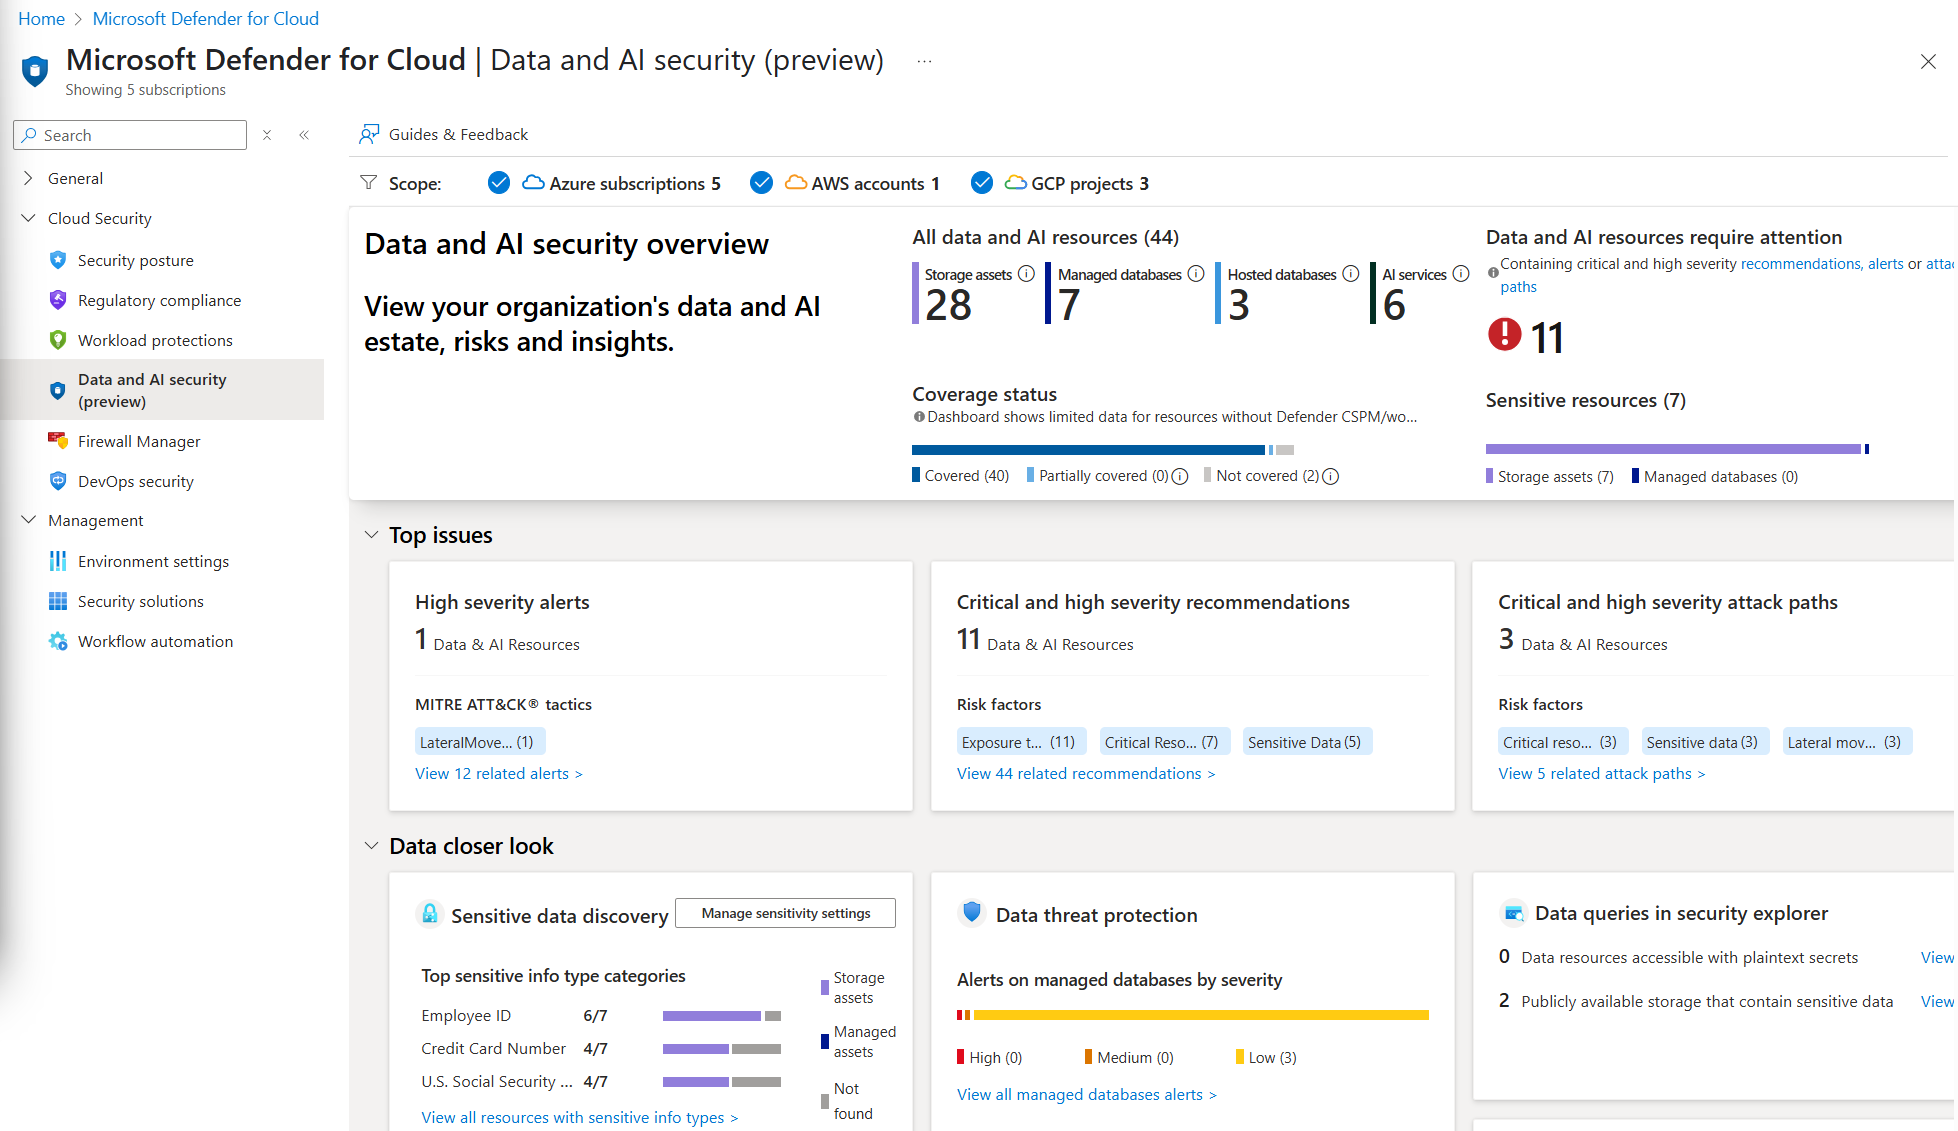 Home > Microsoft Defender for Cloud
Microsoft Defender for Cloud | Data and AI security (preview) ...
Showing 5 subscriptions
Search
General
Cloud Security
Security posture
Regulatory compliance
Workload protections
Data and AI security
(preview)
Firewall Manager
DevOps security
Management
Environment settings
Security solutions
Workflow automation
Guides & Feedback
Scope: Azure subscriptions 5 AWS accounts 1 GCP projects 3
Data and AI security overview
View your organization's data and AI
estate, risks and insights.
All data and AI resources (44)
Storage assets Managed databases Hosted databases AI services
28 7 3 6
Coverage status
Dashboard shows limited data for resources without Defender CSPM/wo...
Covered (40) Partially covered (0) Not covered (2)
Data and AI resources require attention
Containing critical and high severity recommendations, alerts or attac
paths
11
Sensitive resources (7)
Storage assets (7) Managed databases (0)
Top issues
High severity alerts
1 Data & AI Resources
MITRE ATT&CK® tactics
LateralMove... (1)
View 12 related alerts >
Critical and high severity recommendations
11 Data & AI Resources
Risk factors
Exposure t... (11) Critical Reso... (7) Sensitive Data (5)
View 44 related recommendations >
Critical and high severity attack paths
3 Data & AI Resources
Risk factors
Critical reso... (3) Sensitive data (3) Lateral mov... (3)
View 5 related attack paths >
Data closer look
Sensitive data discovery Manage sensitivity settings
Top sensitive info type categories
Employee ID 6/7
Credit Card Number 4/7
U.S. Social Security ... 4/7
View all resources with sensitive info types >
Storage
assets
Managed
assets
Not
found
Data threat protection
Alerts on managed databases by severity
High (0) Medium (0) Low (3)
View all managed databases alerts >
Data queries in security explorer
0 Data resources accessible with plaintext secrets View
2 Publicly available storage that contain sensitive data View